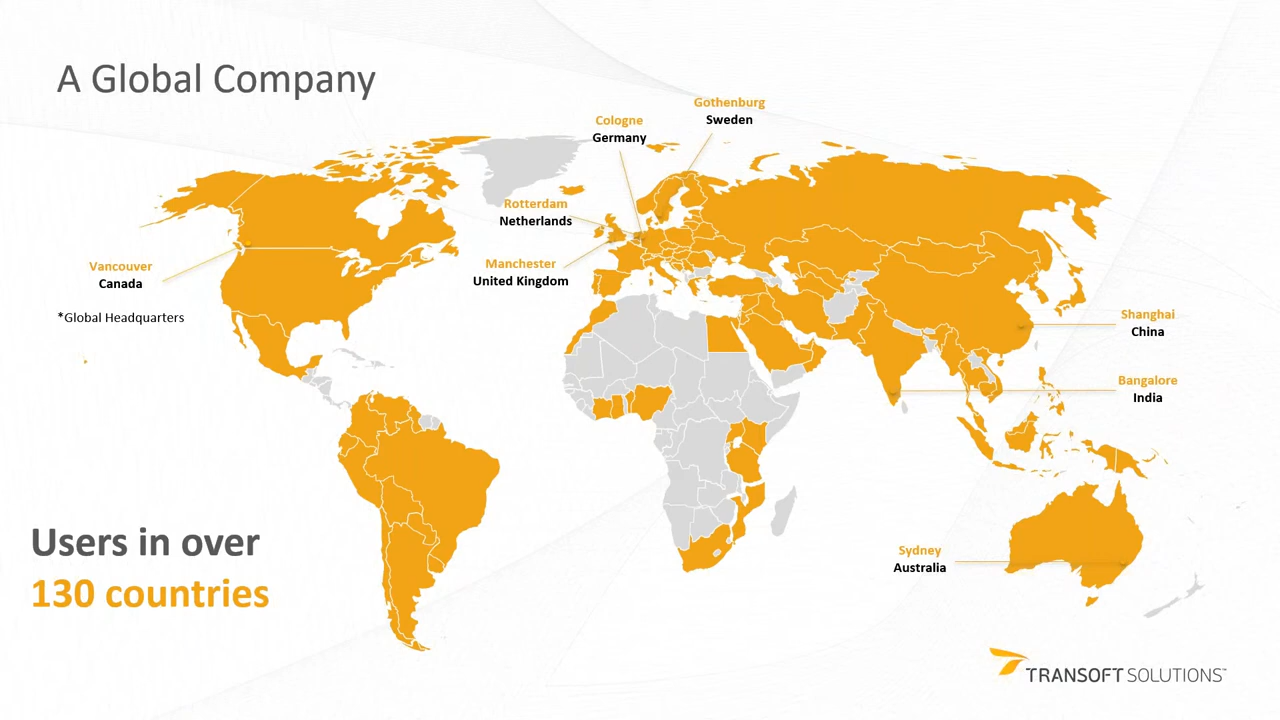 A Global Company
Gothenburg
Sweden
Cologne
Germany
Rotterdam
Netherlands
Manchester
United Kingdom
Vancouver
Canada
*Global Headquarters
Shanghai
China
Bangalore
India
Sydney
Australia
Users in over
130 countries
TRANSOFT SOLUTIONS™